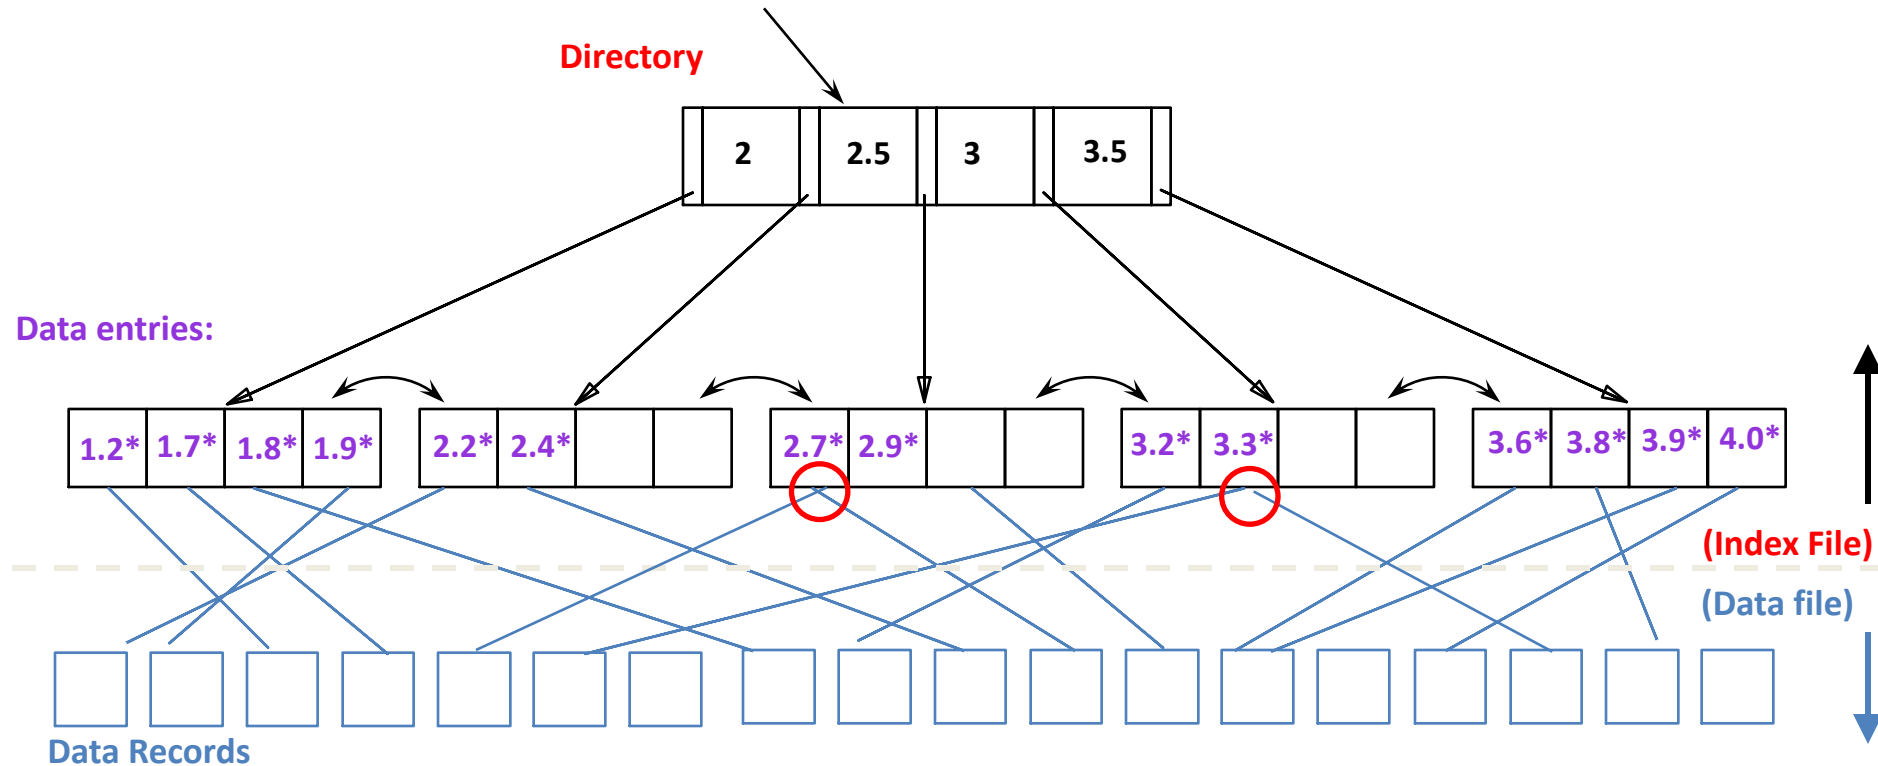 Directory
2 2.5 3 3.5
Data entries:
1.2* 1.7* 1.8* 1.9* 2.2* 2.4* 2.7* 2.9* 3.2* 3.3* 3.6* 3.8* 3.9* 4.0*
(Index File)
(Data file)
Data Records